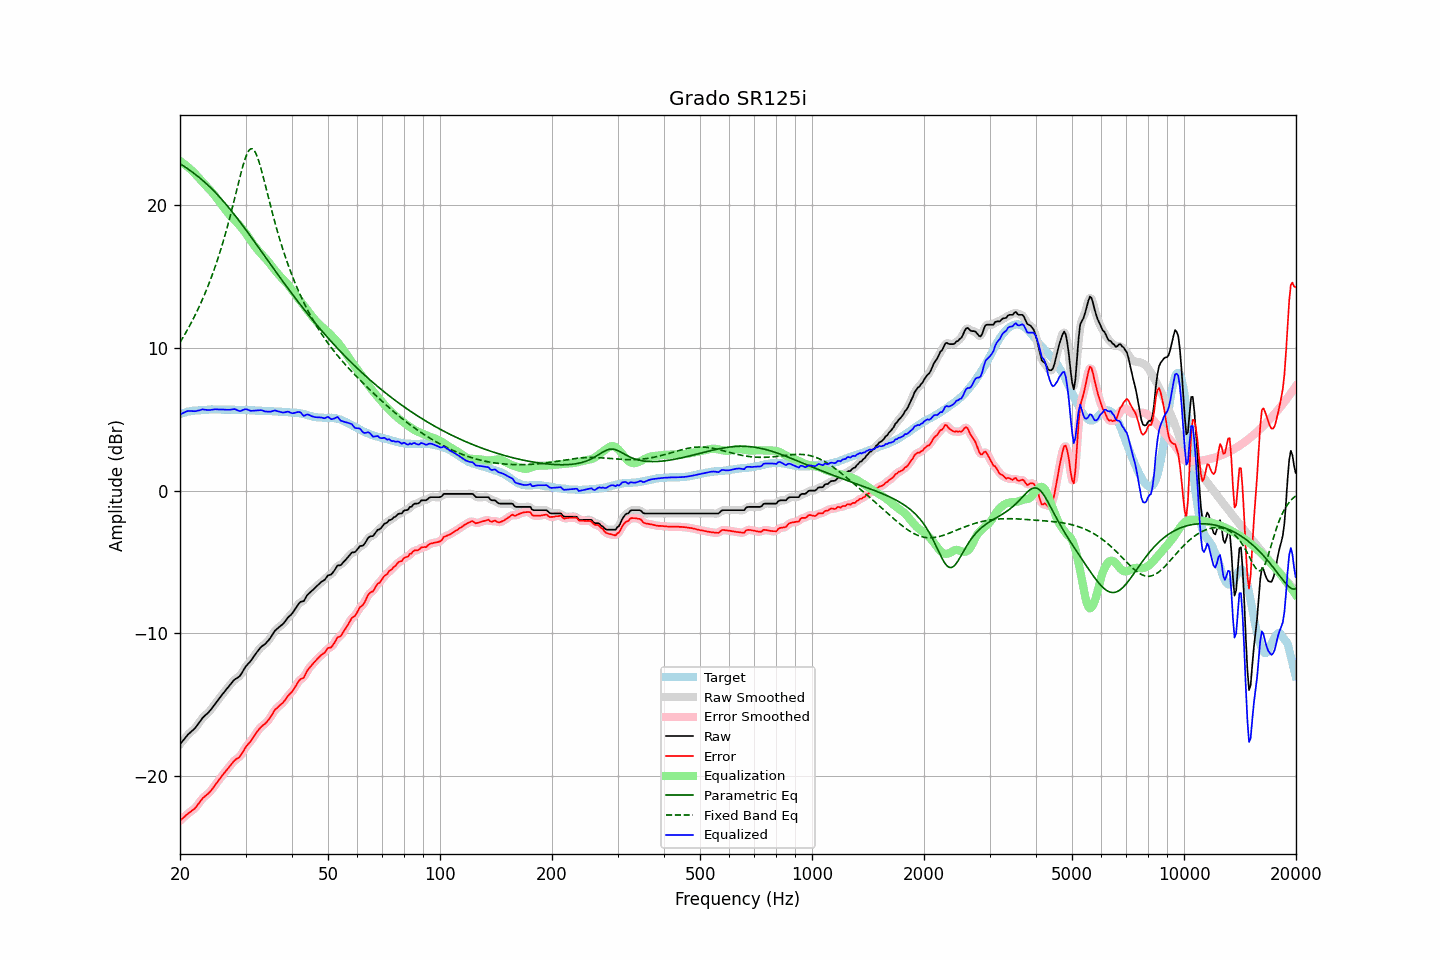 Grado SR125i
Amplitude (dBr)
20
10
0
−10
−20
20
50
100
200
500
1000
2000
5000
10000
20000
Frequency (Hz)
Target
Raw Smoothed
Error Smoothed
Raw
Error
Equalization
Parametric Eq
Fixed Band Eq
Equalized